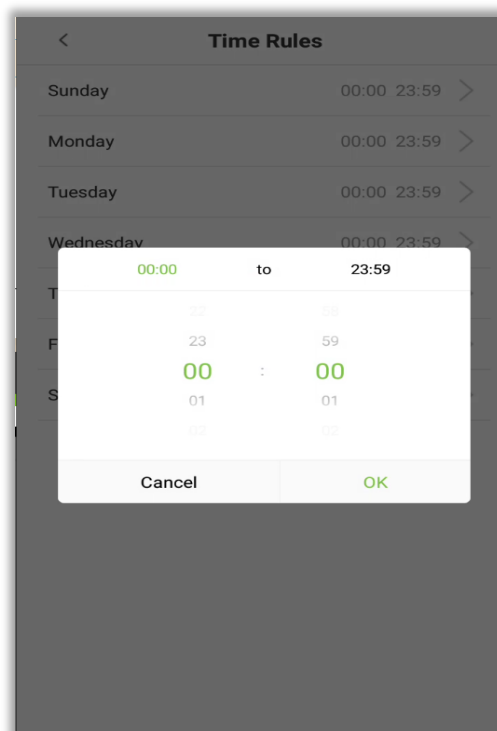 Time Rules
Sunday 00:00 23:59
Monday 00:00 23:59
Tuesday 00:00 23:59
Wednesday 00:00 23:59
00:00 to 23:59
22 58
23 59
00 : 00
01 01
02 02
T
F
S
Cancel OK